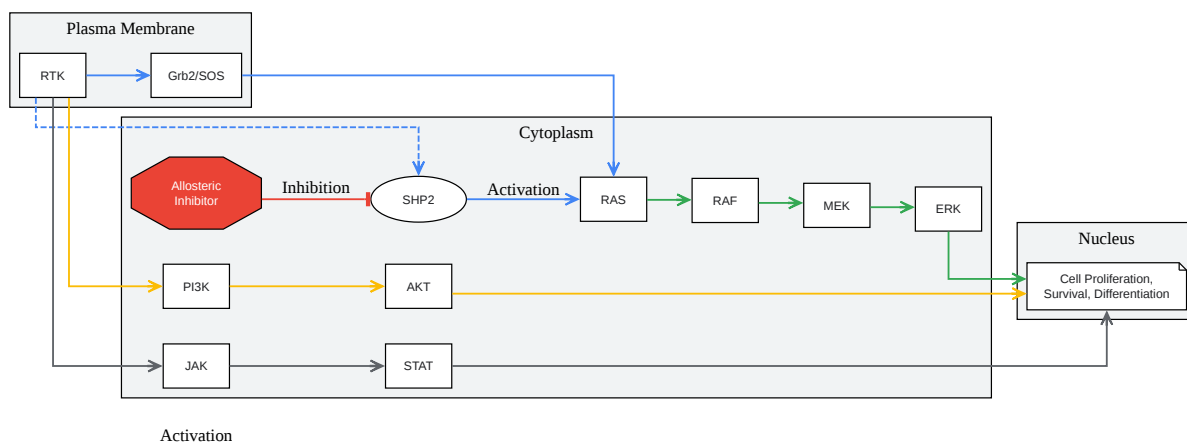 Plasma Membrane
RTK
Grb2/SOS
Cytoplasm
Allosteric
Inhibitor
Inhibition
SHP2
Activation
RAS
RAF
MEK
ERK
Nucleus
Cell Proliferation,
Survival, Differentiation
PI3K
AKT
JAK
STAT
Activation